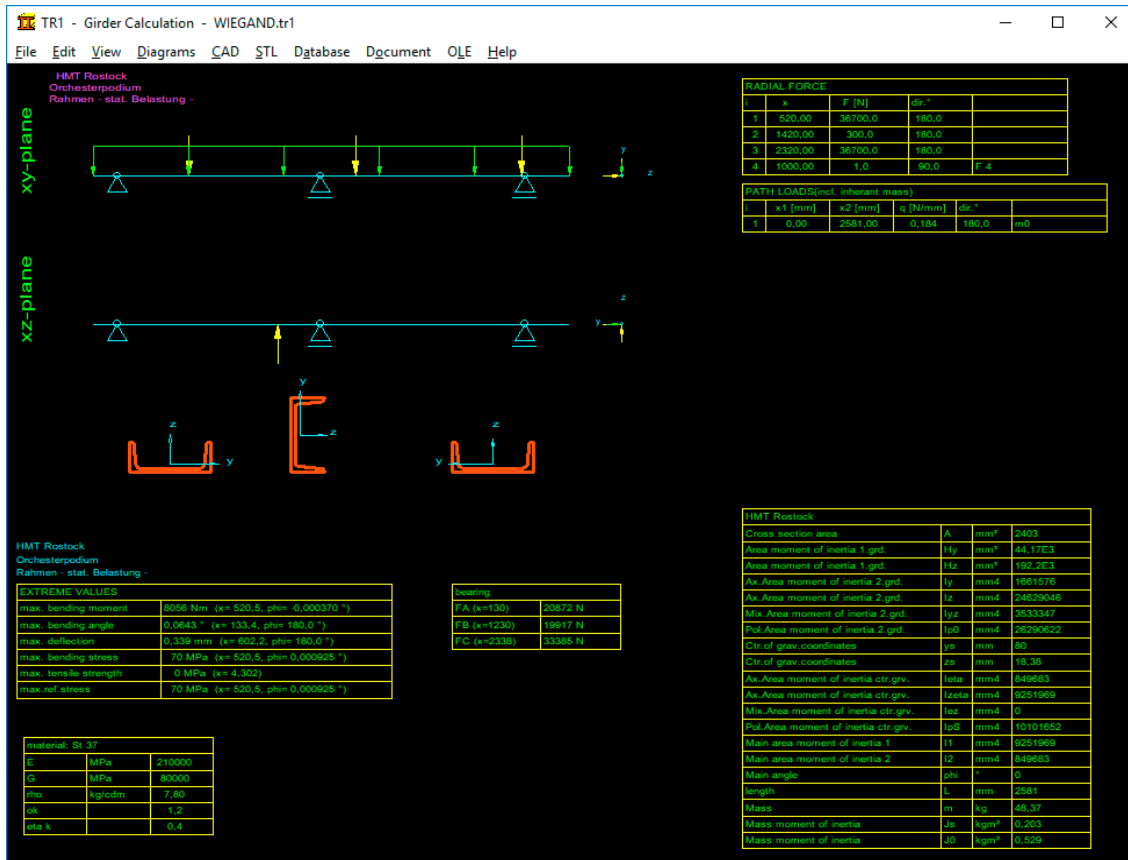 TR1 - Girder Calculation - WIEGAND.tr1
File Edit View Diagrams CAD STL Database Document OLE Help
HMT Rostock
Orchesterpodium
Rahmen - stat. Belastung -
xy-plane
y
z
RADIAL FORCE
i x F [N] dir.°
1 520,00 36700,0 180,0
2 1420,00 300,0 180,0
3 2320,00 36700,0 180,0
4 1000,00 1,0 90,0 F 4
PATH LOADS(incl. inherant mass)
i x1 [mm] x2 [mm] q [N/mm] dir.°
1 0,00 2581,00 0,184 180,0 m0
xz-plane
z
y
z
y
y
z
z
y
HMT Rostock
Orchesterpodium
Rahmen - stat. Belastung -
EXTREME VALUES
max. bending moment 8056 Nm (x= 520,5, phi= -0,000370 °)
max. bending angle 0,0643 ° (x= 133,4, phi= 180,0 °)
max. deflection 0,339 mm (x= 602,2, phi= 180,0 °)
max. bending stress 70 MPa (x= 520,5, phi= 0,000925 °)
max. tensile strength 0 MPa (x= 4,302)
max.ref.stress 70 MPa (x= 520,5, phi= 0,000925 °)
bearing
FA (x=130) 20872 N
FB (x=1230) 19917 N
FC (x=2338) 33385 N
material: St 37
E MPa 210000
G MPa 80000
rho kg/cdm 7,80
ok 1,2
eta k 0,4
HMT Rostock
Cross section area A mm² 2403
Area moment of inertia 1.grd. Hy mm³ 44,17E3
Area moment of inertia 1.grd. Hz mm³ 192,2E3
Ax.Area moment of inertia 2.grd. Iy mm4 1661576
Ax.Area moment of inertia 2.grd. Iz mm4 24629046
Mix.Area moment of inertia 2.grd. Iyz mm4 3533347
Pol.Area moment of inertia 2.grd. Ip0 mm4 26290622
Ctr.of grav.coordinates ys mm 80
Ctr.of grav.coordinates zs mm 18,38
Ax.Area moment of inertia ctr.grv. Ieta mm4 849683
Ax.Area moment of inertia ctr.grv. Izeta mm4 9251969
Mix.Area moment of inertia ctr.grv. Iez mm4 0
Pol.Area moment of inertia ctr.grv. IpS mm4 10101652
Main area moment of inertia 1 I1 mm4 9251969
Main area moment of inertia 2 I2 mm4 849683
Main angle phi ° 0
length L mm 2581
Mass m kg 48,37
Mass moment of inertia Js kgm² 0,203
Mass moment of inertia J0 kgm² 0,529